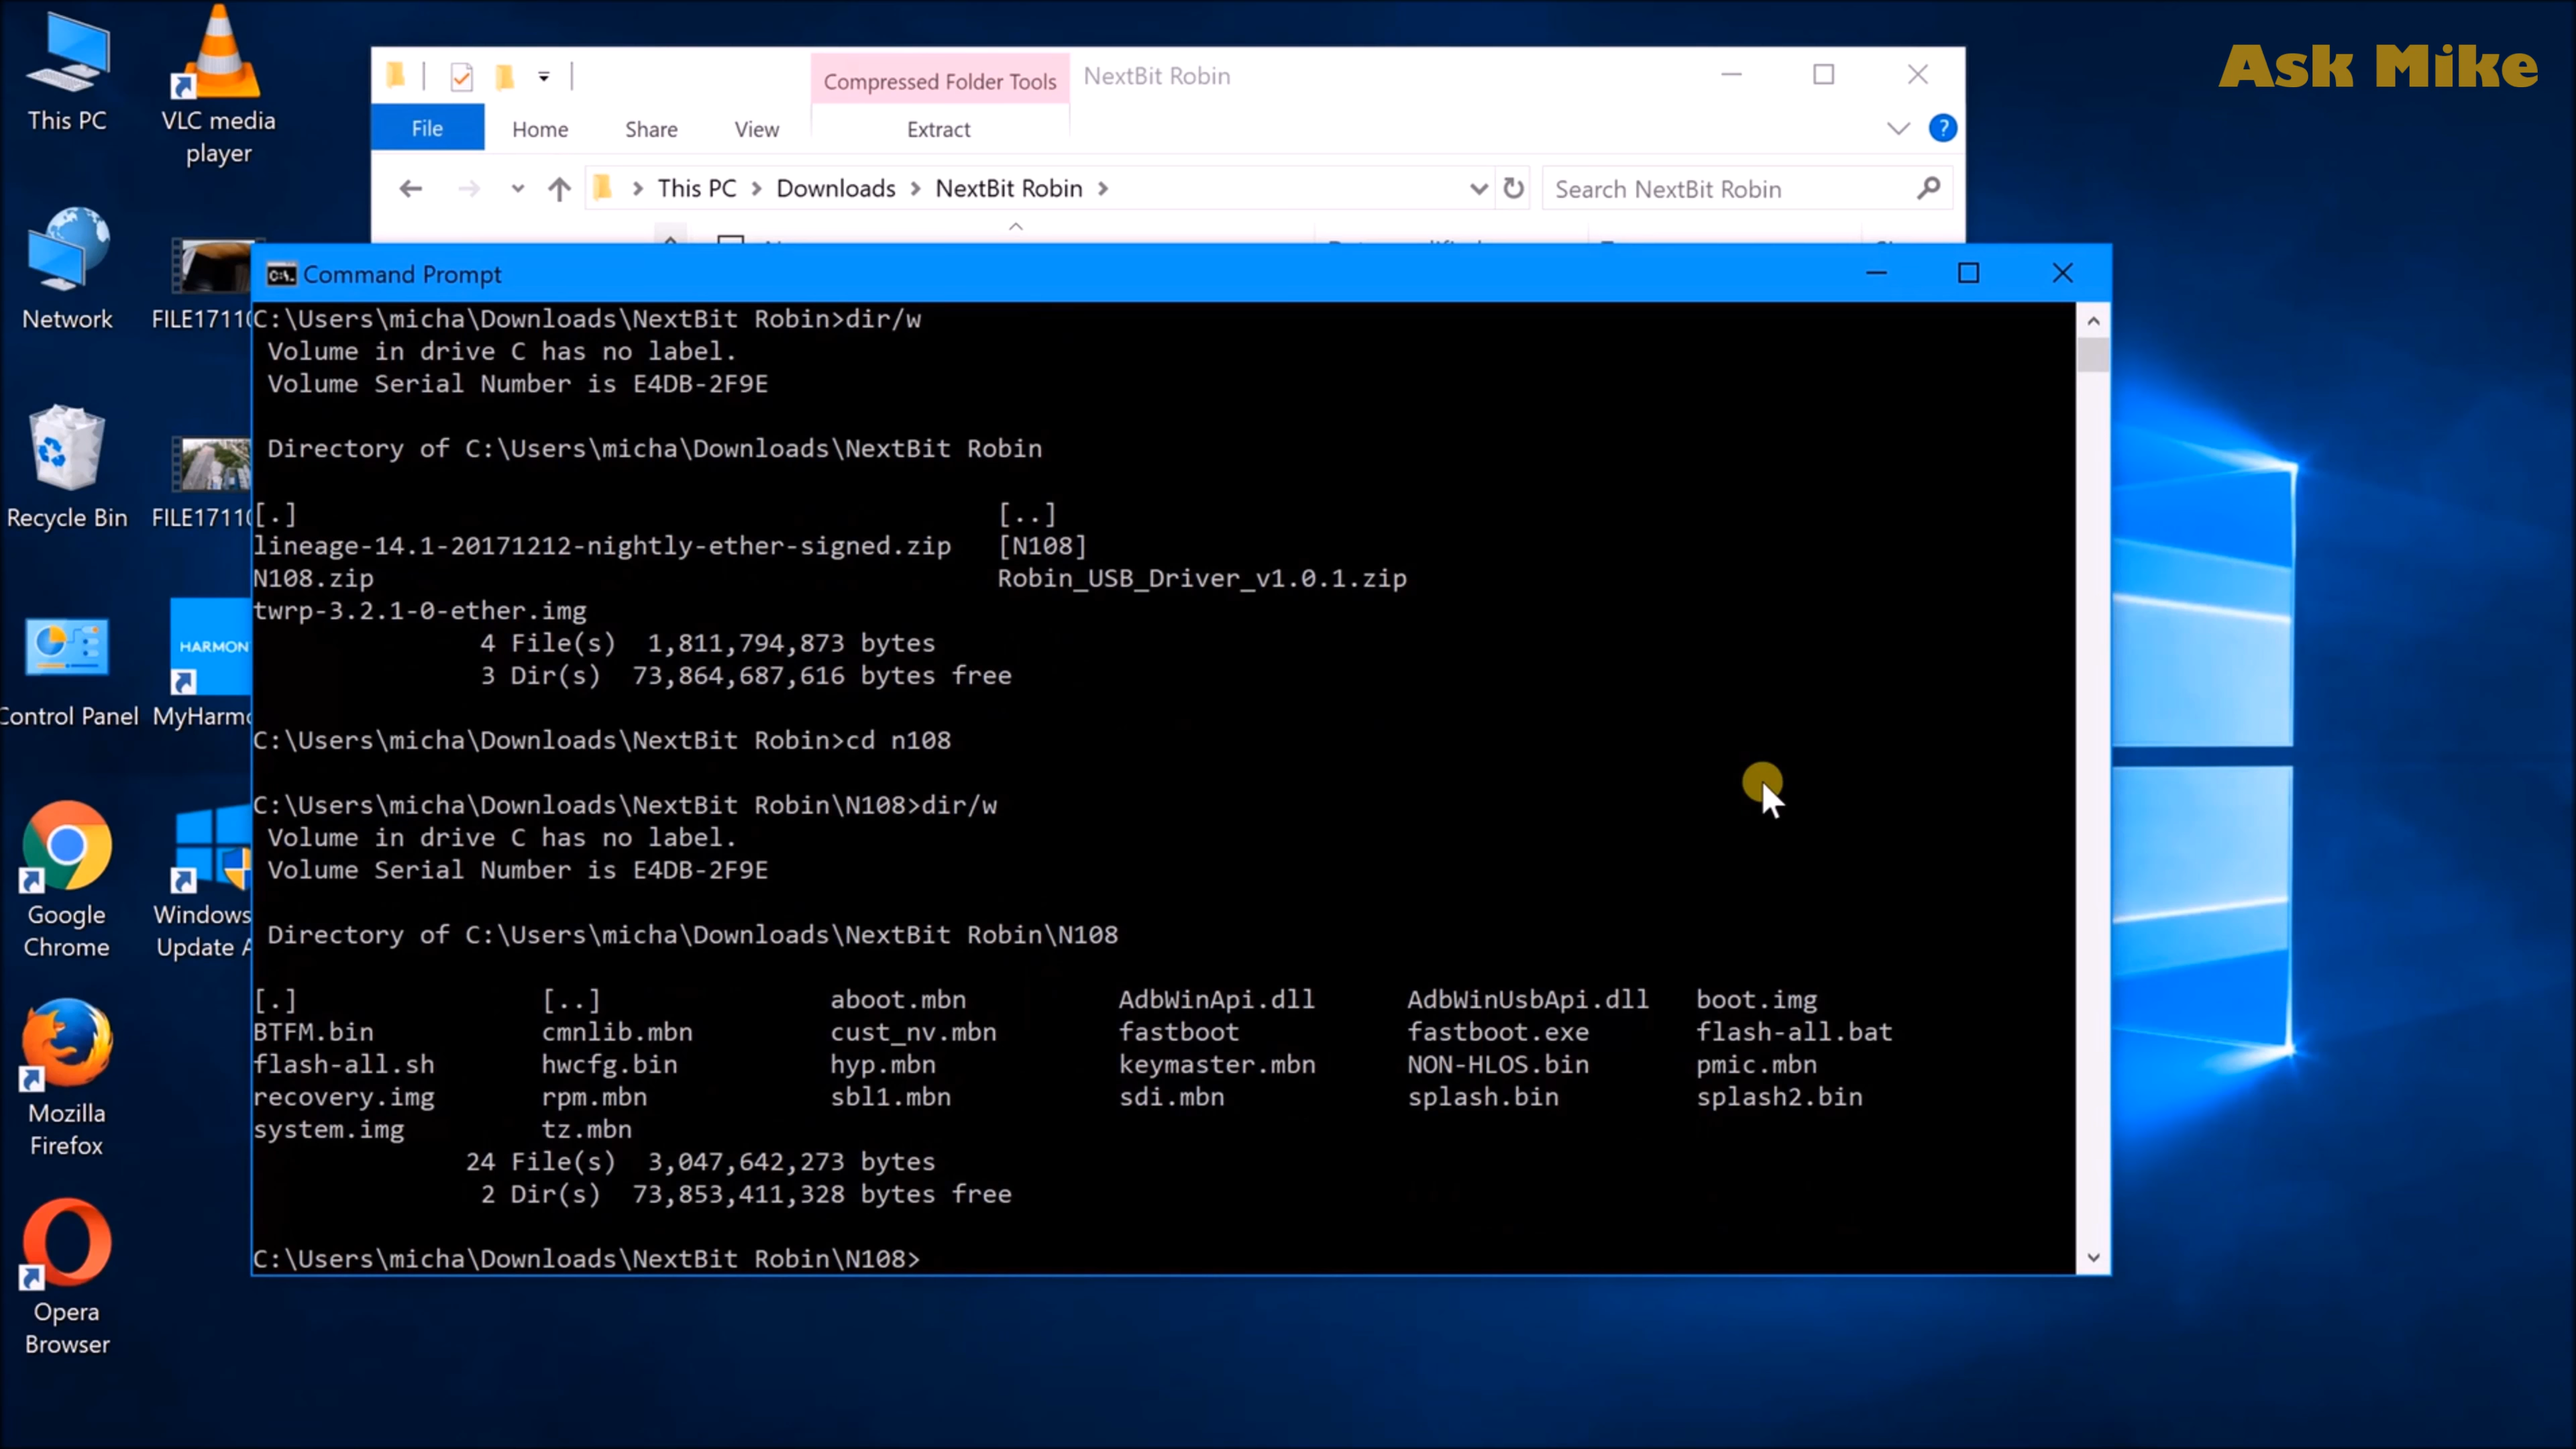 Ask Mike
This PC
VLC media
player
Network
FILE1711
Recycle Bin
FILE1711
Control Panel
MyHarmo
HARMON
Google
Chrome
Windows
Update A
Mozilla
Firefox
Opera
Browser
Compressed Folder Tools
NextBit Robin
File
Home
Share
View
Extract
This PC > Downloads > NextBit Robin >
Search NextBit Robin
Command Prompt
C:\Users\micha\Downloads\NextBit Robin>dir/w
Volume in drive C has no label.
Volume Serial Number is E4DB-2F9E
Directory of C:\Users\micha\Downloads\NextBit Robin
[.] [..]
lineage-14.1-20171212-nightly-ether-signed.zip [N108]
N108.zip Robin_USB_Driver_v1.0.1.zip
twrp-3.2.1-0-ether.img
4 File(s) 1,811,794,873 bytes
3 Dir(s) 73,864,687,616 bytes free
C:\Users\micha\Downloads\NextBit Robin>cd n108
C:\Users\micha\Downloads\NextBit Robin\N108>dir/w
Volume in drive C has no label.
Volume Serial Number is E4DB-2F9E
Directory of C:\Users\micha\Downloads\NextBit Robin\N108
[.] [..] aboot.mbn AdbWinApi.dll AdbWinUsbApi.dll boot.img
BTFM.bin cmnlib.mbn cust_nv.mbn fastboot fastboot.exe flash-all.bat
flash-all.sh hwcfg.bin hyp.mbn keymaster.mbn NON-HLOS.bin pmic.mbn
recovery.img rpm.mbn sbl1.mbn sdi.mbn splash.bin splash2.bin
system.img tz.mbn
24 File(s) 3,047,642,273 bytes
2 Dir(s) 73,853,411,328 bytes free
C:\Users\micha\Downloads\NextBit Robin\N108>